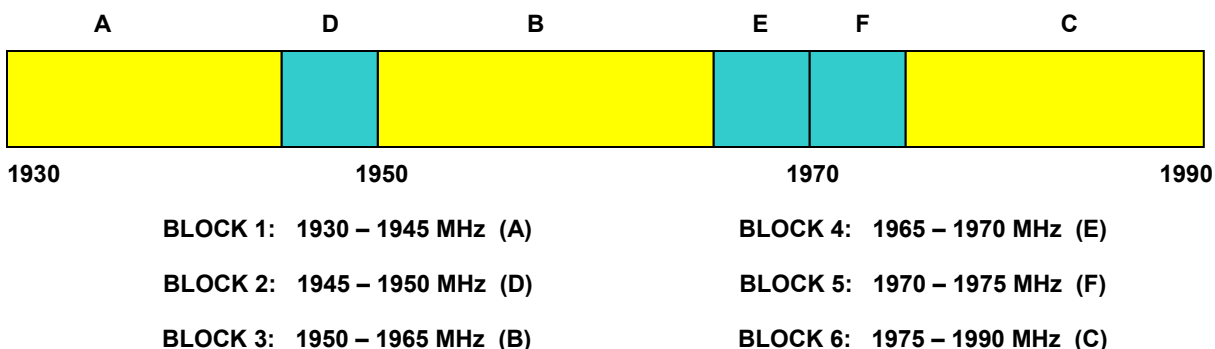 A D B E F C
1930 1950 1970 1990
BLOCK 1: 1930 – 1945 MHz (A) BLOCK 4: 1965 – 1970 MHz (E)
BLOCK 2: 1945 – 1950 MHz (D) BLOCK 5: 1970 – 1975 MHz (F)
BLOCK 3: 1950 – 1965 MHz (B) BLOCK 6: 1975 – 1990 MHz (C)